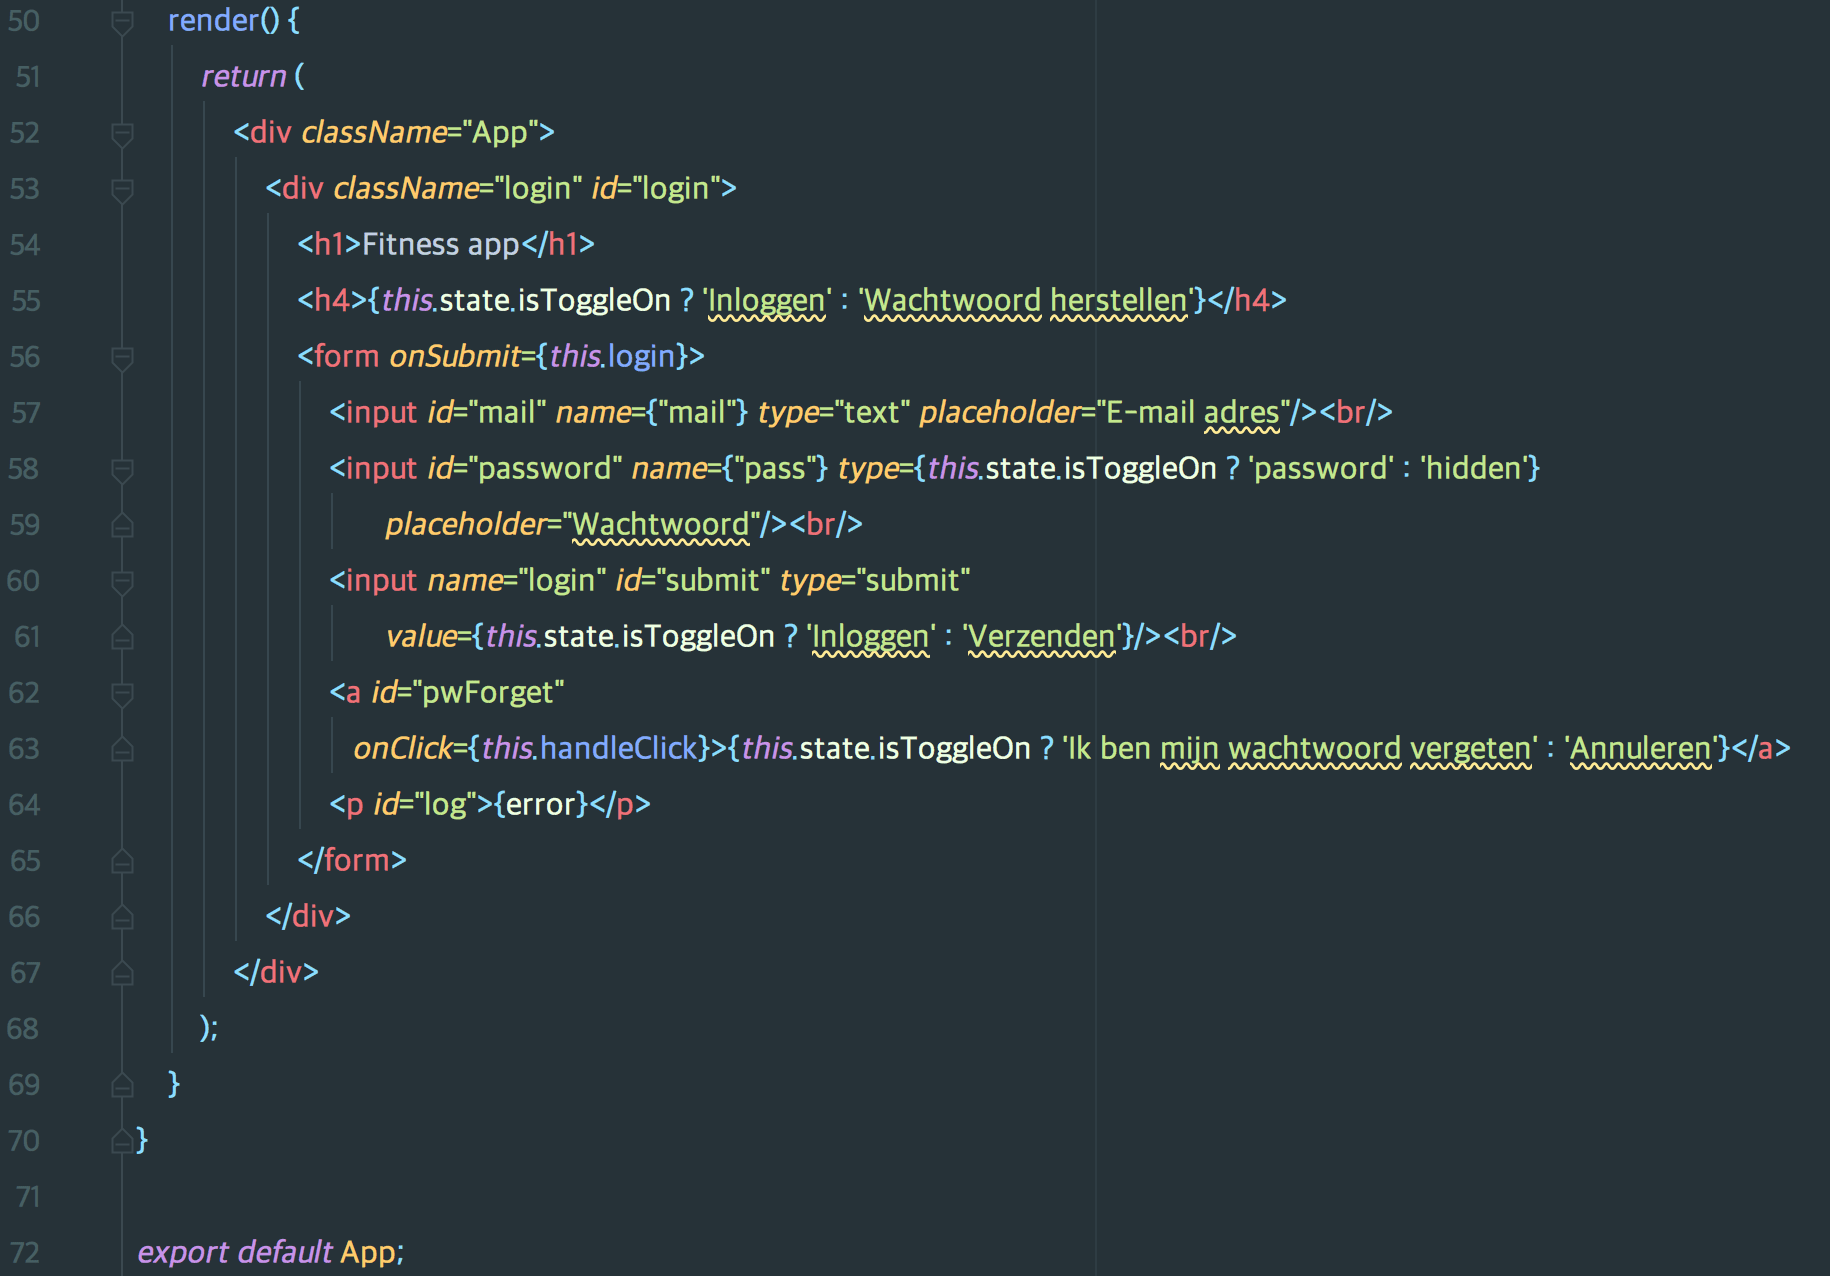 50 render() {
51 return (
52 <div className="App">
53 <div className="login" id="login">
54 <h1>Fitness app</h1>
55 <h4>{this.state.isToggleOn ? 'Inloggen' : 'Wachtwoord herstellen'}</h4>
56 <form onSubmit={this.login}>
57 <input id="mail" name={"mail"} type="text" placeholder="E-mail adres"/><br/>
58 <input id="password" name={"pass"} type={this.state.isToggleOn ? 'password' : 'hidden'}
59 placeholder="Wachtwoord"/><br/>
60 <input name="login" id="submit" type="submit"
61 value={this.state.isToggleOn ? 'Inloggen' : 'Verzenden'}/><br/>
62 <a id="pwForget"
63 onClick={this.handleClick}>{this.state.isToggleOn ? 'Ik ben mijn wachtwoord vergeten' : 'Annuleren'}</a>
64 <p id="log">{error}</p>
65 </form>
66 </div>
67 </div>
68 );
69 }
70 }
71
72 export default App;